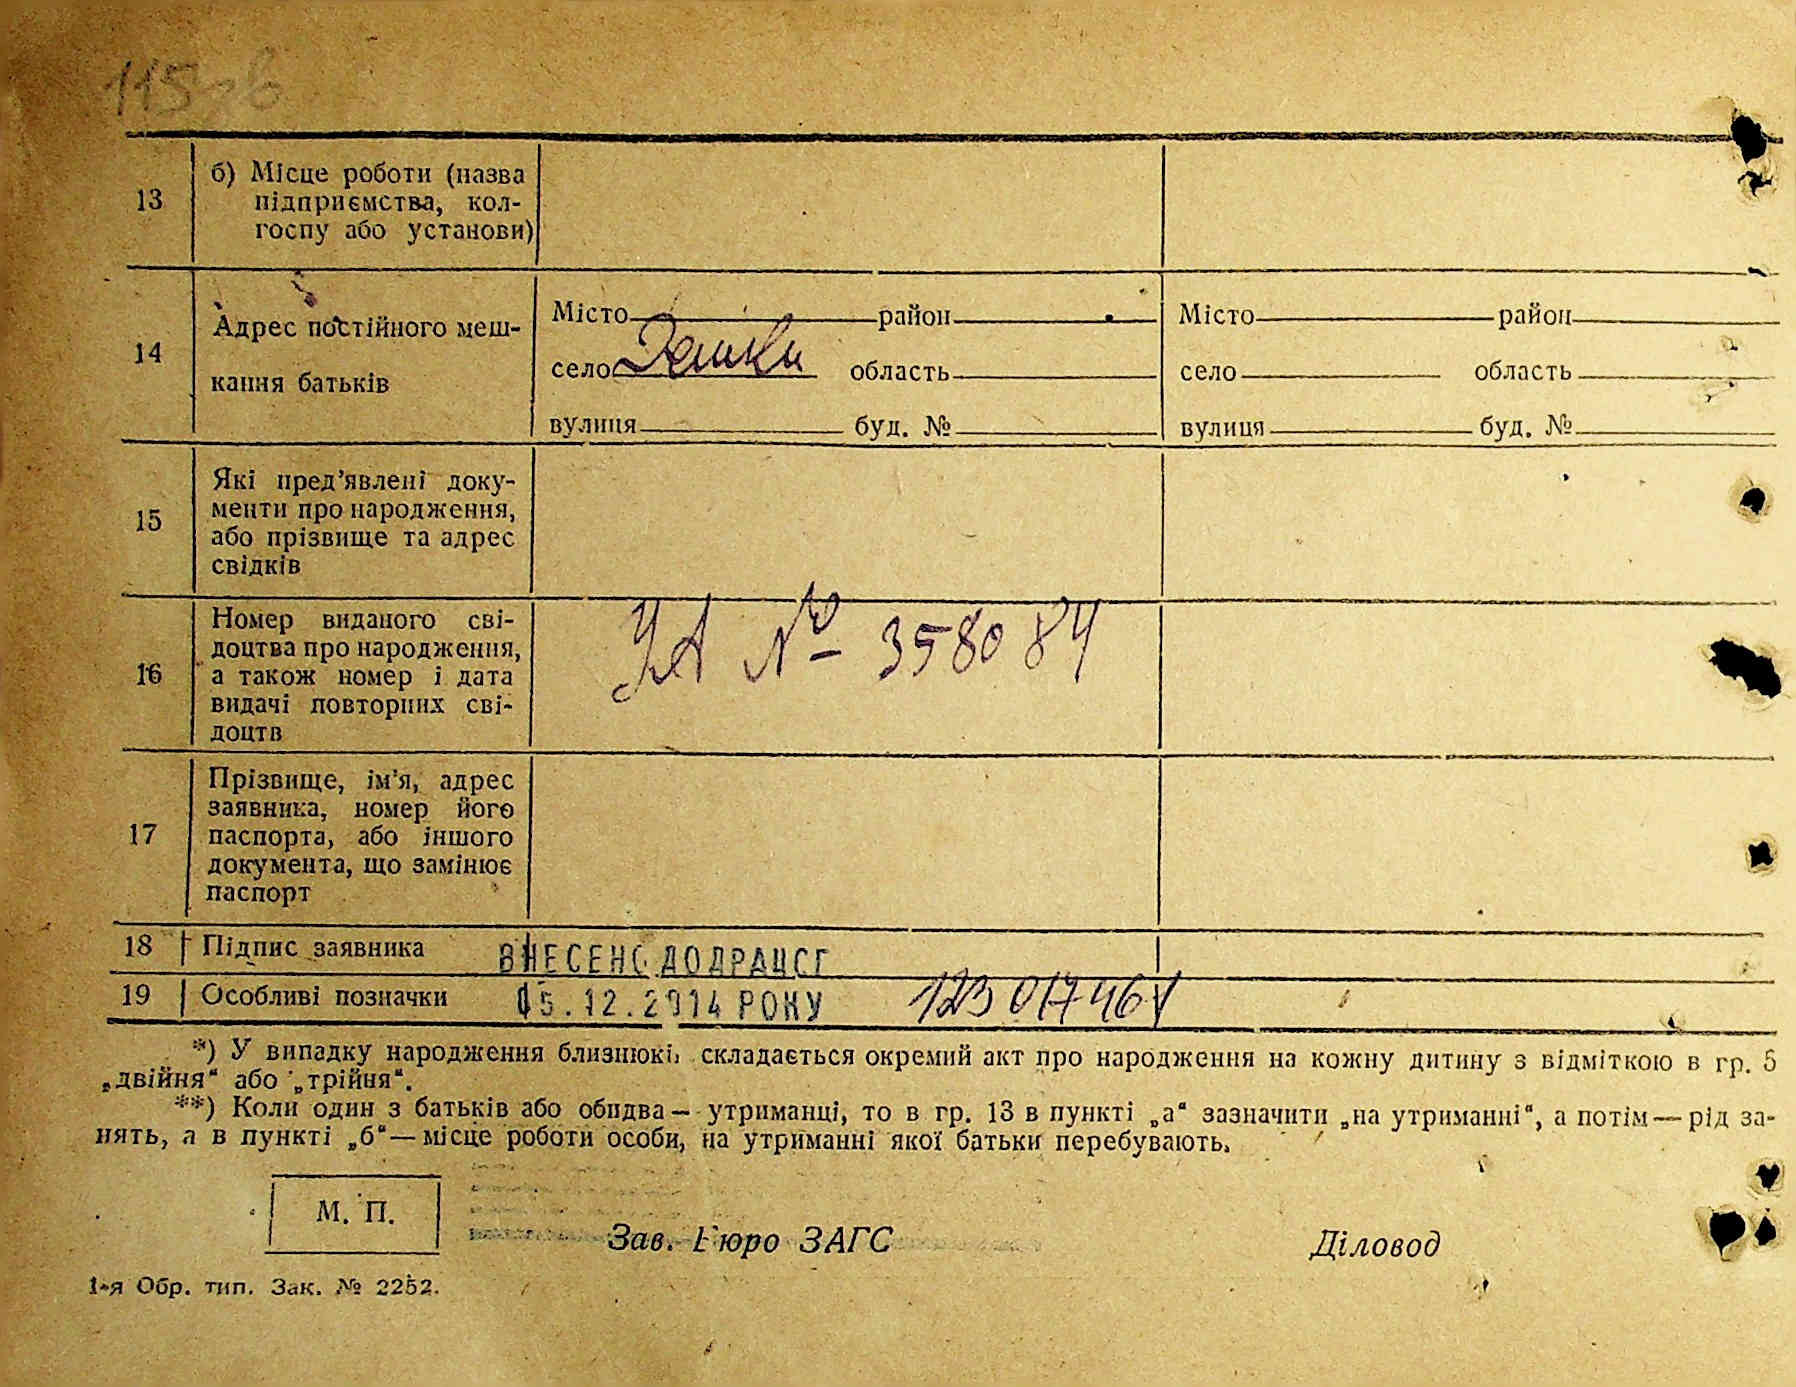 115зв
13
б) Місце роботи (назва
підприємства, кол-
госпу або установи)
14
Адрес постійного меш-
кання батьків
Місто район
село Дешки область
вулиця буд. №
Місто район
село область
вулиця буд. №
15
Які пред’явлені доку-
менти про народження,
або прізвище та адрес
свідків
16
Номер виданого сві-
доцтва про народження,
а також номер і дата
видачі повторних сві-
доцтв
УА № 358084
17
Прізвище, ім’я, адрес
заявника, номер його
паспорта, або іншого
документа, що замінює
паспорт
18 Підпис заявника
ВНЕСЕНО ДО ДРАЦСГ
19 Особливі позначки
05.12.2014 РОКУ
*) У випадку народження близнюків складається окремий акт про народження на кожну дитину з відміткою в гр. 5
„двійня“ або „трійня“.
**) Коли один з батьків або обидва — утриманці, то в гр. 13 в пункті „а“ зазначити „на утриманні“, а потім — рід за-
нять, а в пункті „б“ — місце роботи особи, на утриманні якої батьки перебувають.
М. П.
Зав. Бюро ЗАГС
Діловод
1-я Обр. тип. Зак. № 2252.